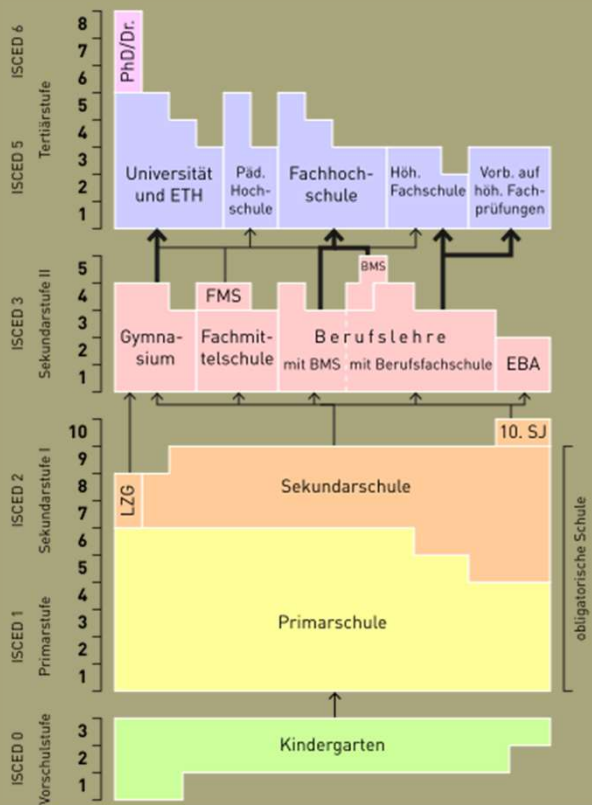 ISCED 6
Tertiärstufe
ISCED 5
8
7
6
5
4
3
2
1
PhD/Dr.
Universität
und ETH
Päd.
Hoch-
schule
Fachhoch-
schule
Höh.
Fachschule
Vorb. auf
höh. Fach-
prüfungen
ISCED 3
Sekundarstufe II
5
4
3
2
1
BMS
FMS
Gymna-
sium
Fachmit-
telschule
Berufslehre
mit BMS
mit Berufsfachschule
EBA
ISCED 2
Sekundarstufe I
ISCED 1
Primarstufe
10
9
8
7
6
5
4
3
2
1
10. SJ
LZG
Sekundarschule
Primarschule
obligatorische Schule
ISCED 0
Vorschulstufe
3
2
1
Kindergarten